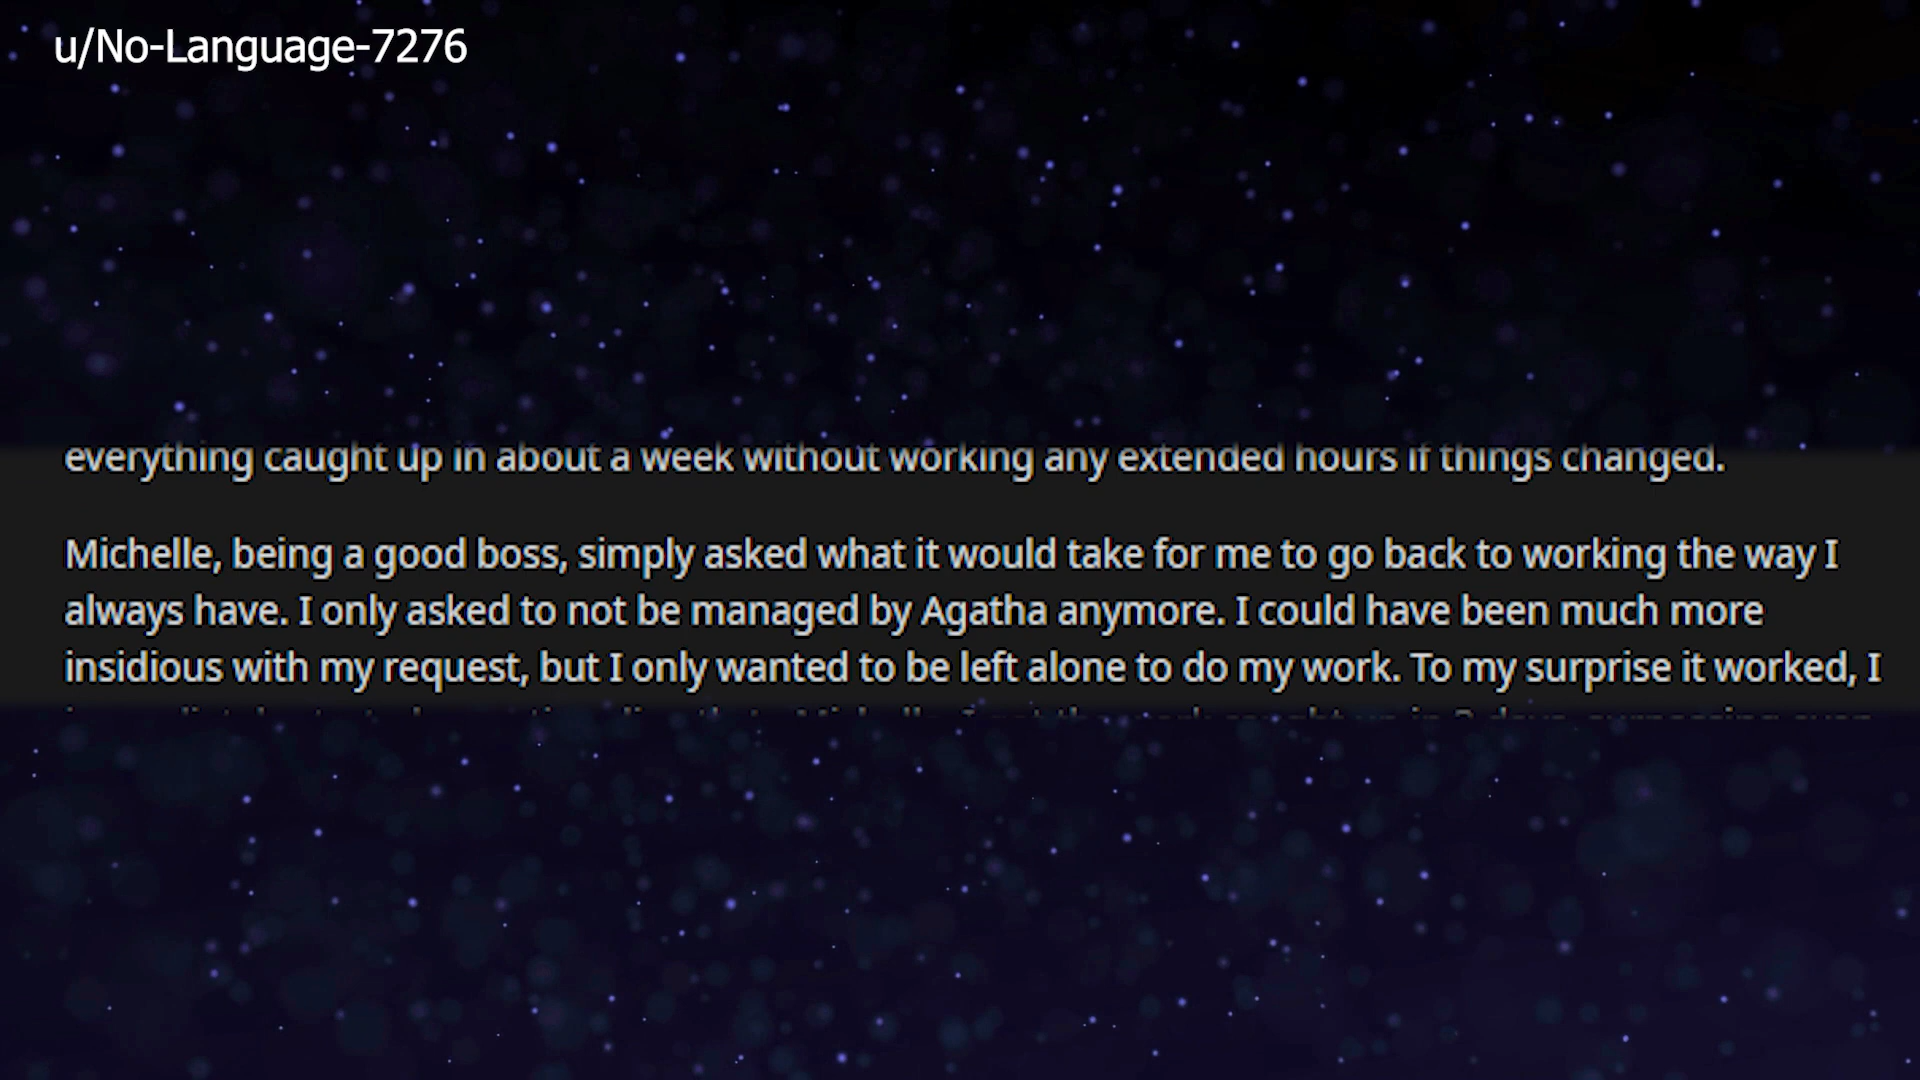 u/No-Language-7276
everything caught up in about a week without working any extended hours if things changed.
Michelle, being a good boss, simply asked what it would take for me to go back to working the way I
always have. I only asked to not be managed by Agatha anymore. I could have been much more
insidious with my request, but I only wanted to be left alone to do my work. To my surprise it worked, I